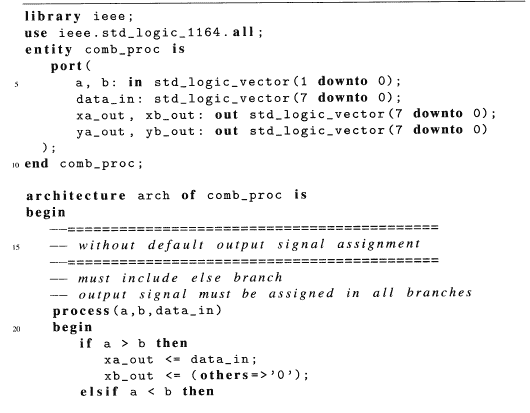 library ieee;
use ieee.std_logic_1164.all;
entity comb_proc is
port(
5 a, b: in std_logic_vector(1 downto 0);
data_in: std_logic_vector(7 downto 0);
xa_out, xb_out: out std_logic_vector(7 downto 0);
ya_out, yb_out: out std_logic_vector(7 downto 0)
);
10 end comb_proc;
architecture arch of comb_proc is
begin
--===========================================
15 -- without default output signal assignment
--===========================================
-- must include else branch
-- output signal must be assigned in all branches
process(a,b,data_in)
20 begin
if a > b then
xa_out <= data_in;
xb_out <= (others=>'0');
elsif a < b then